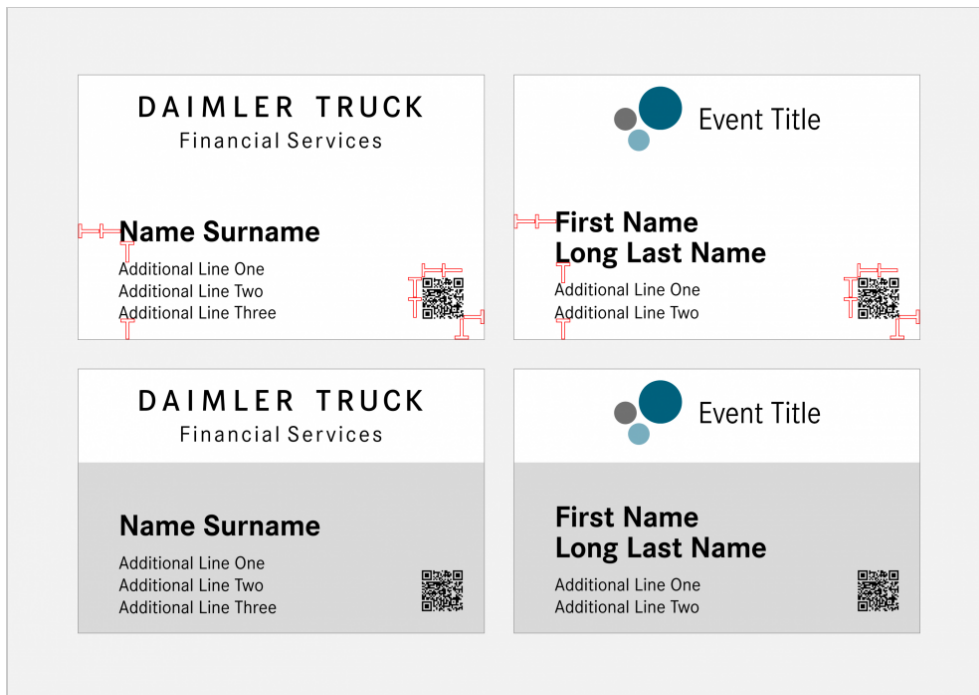 DAIMLER TRUCK
Financial Services
Name Surname
Additional Line One
Additional Line Two
Additional Line Three
Event Title
First Name
Long Last Name
Additional Line One
Additional Line Two
DAIMLER TRUCK
Financial Services
Name Surname
Additional Line One
Additional Line Two
Additional Line Three
Event Title
First Name
Long Last Name
Additional Line One
Additional Line Two